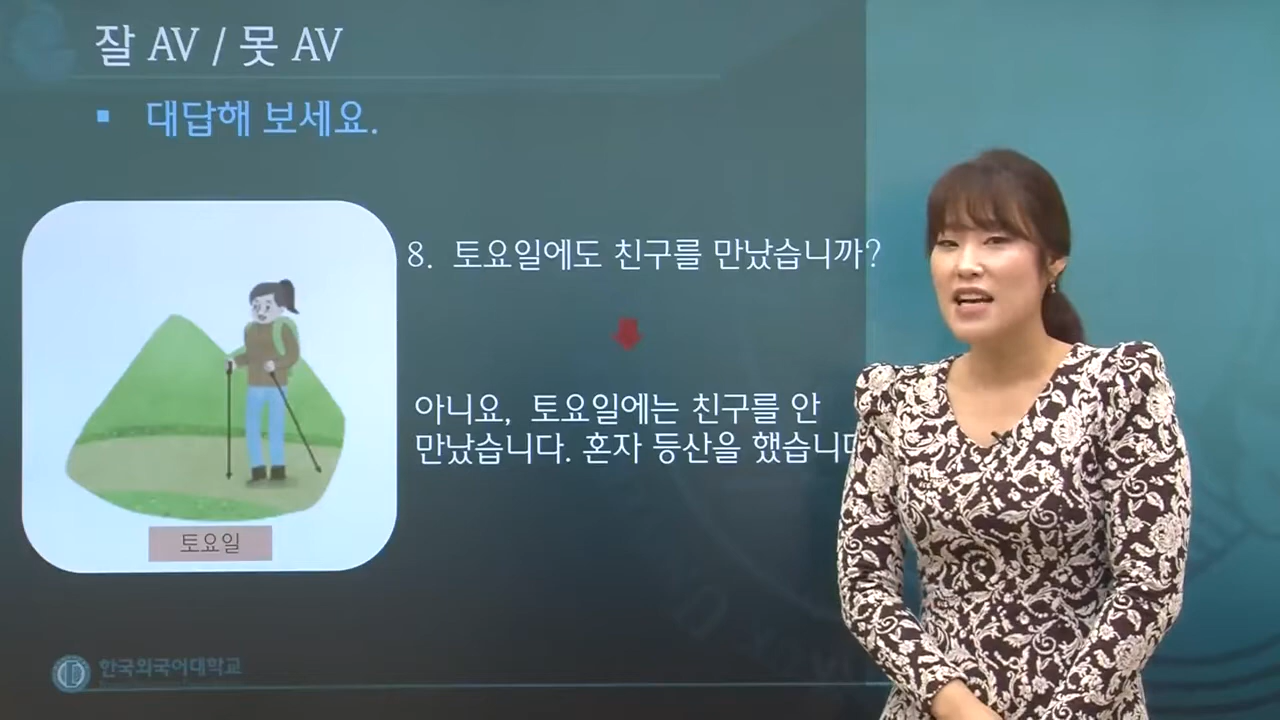 잘 AV / 못 AV
▪ 대답해 보세요.
8. 토요일에도 친구를 만났습니까?
아니요, 토요일에는 친구를 안
만났습니다. 혼자 등산을 했습니다
토요일
한국외국어대학교